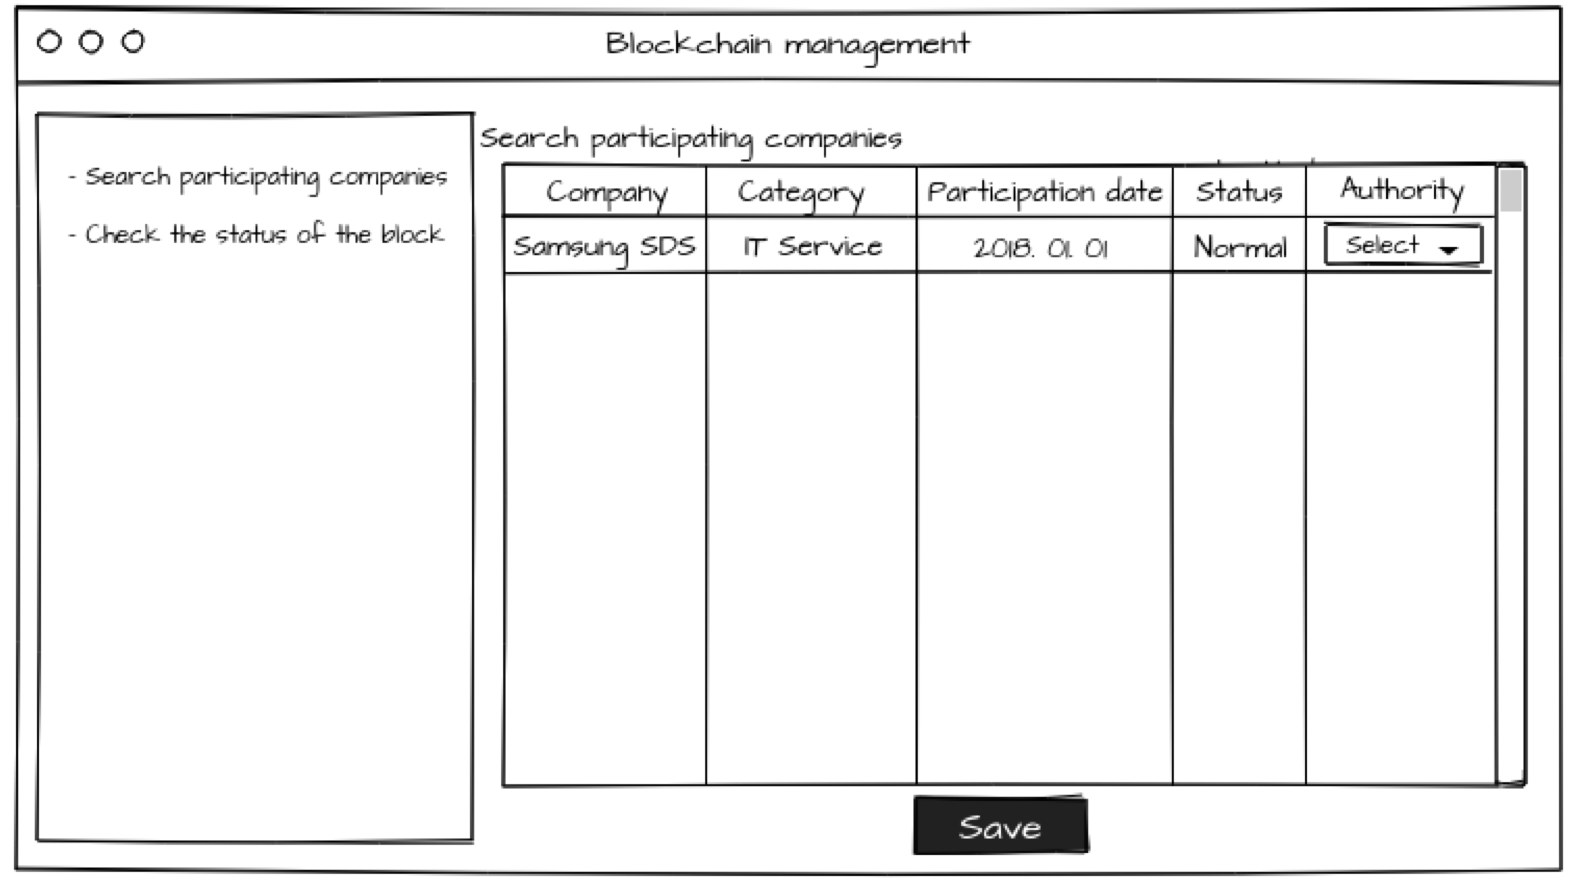 Blockchain management
- Search participating companies
- Check the status of the block
Search participating companies
Company Category Participation date Status Authority
Samsung SDS IT Service 2018. 01. 01 Normal Select
Save